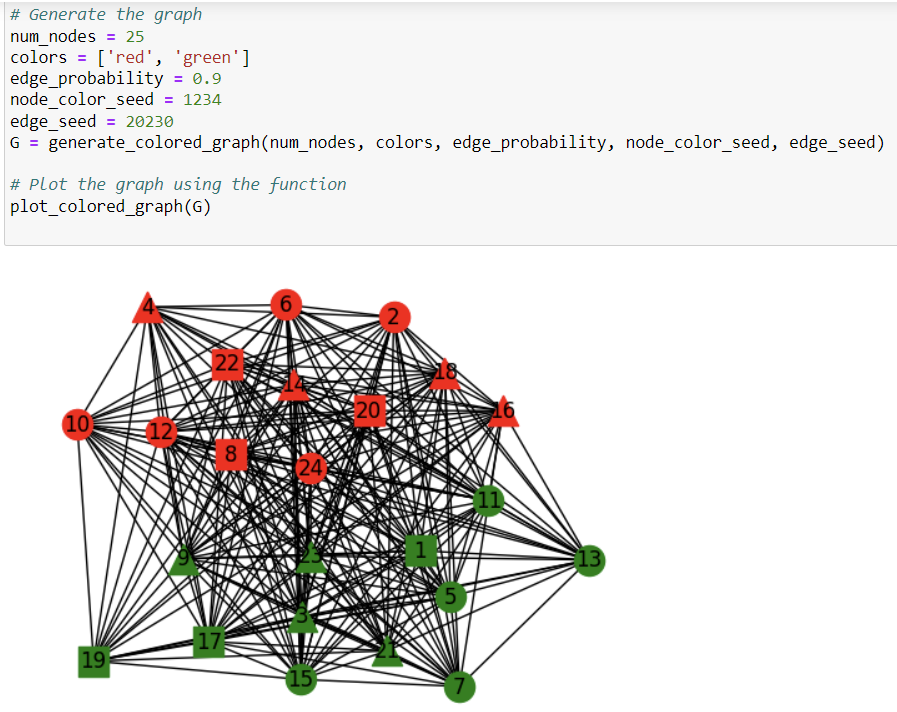 # Generate the graph
num_nodes = 25
colors = ['red', 'green']
edge_probability = 0.9
node_color_seed = 1234
edge_seed = 20230
G = generate_colored_graph(num_nodes, colors, edge_probability, node_color_seed, edge_seed)
# Plot the graph using the function
plot_colored_graph(G)
4 6 2
22 14 18
20 16
10 12
8 24
11
9 23 1 13
5
3
19 17 21
15 7